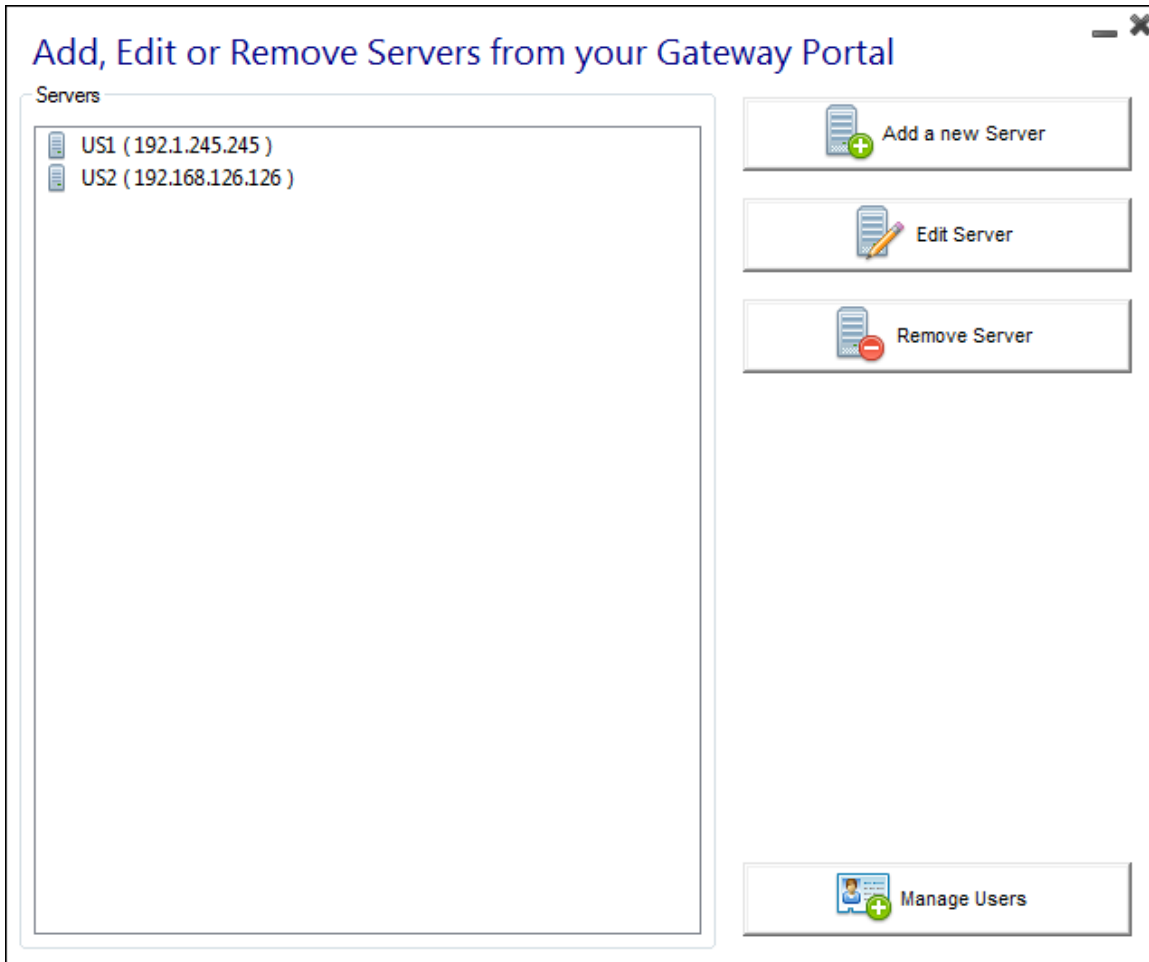 Add, Edit or Remove Servers from your Gateway Portal
Servers
US1 ( 192.1.245.245 )
US2 ( 192.168.126.126 )
Add a new Server
Edit Server
Remove Server
Manage Users